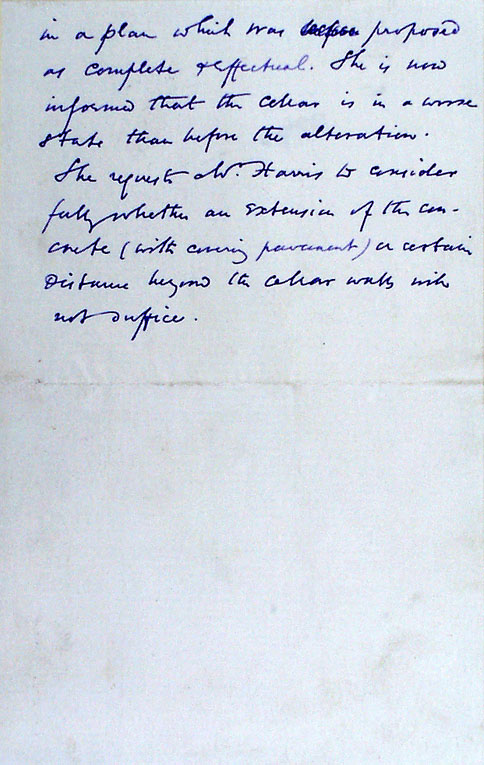 in a plan which was proposed
as complete & effectual. She is now
informed that the cellar is in a worse
state than before the alteration.
She requests Mr. Harris to consider
fully whether an extension of the con-
crete (with covering pavement) a certain
distance beyond the cellar walls will
not suffice.